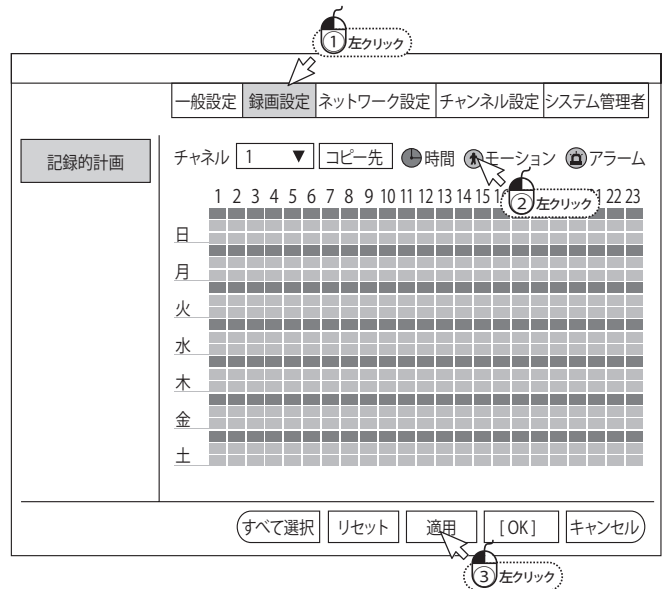 ① 左クリック
一般設定 録画設定 ネットワーク設定 チャンネル設定 システム管理者
記録的計画
チャネル 1 ▼ コピー先 時間 モーション アラーム
② 左クリック
1 2 3 4 5 6 7 8 9 10 11 12 13 14 15 22 23
日
月
火
水
木
金
土
すべて選択 リセット 適用 [OK] キャンセル
③ 左クリック